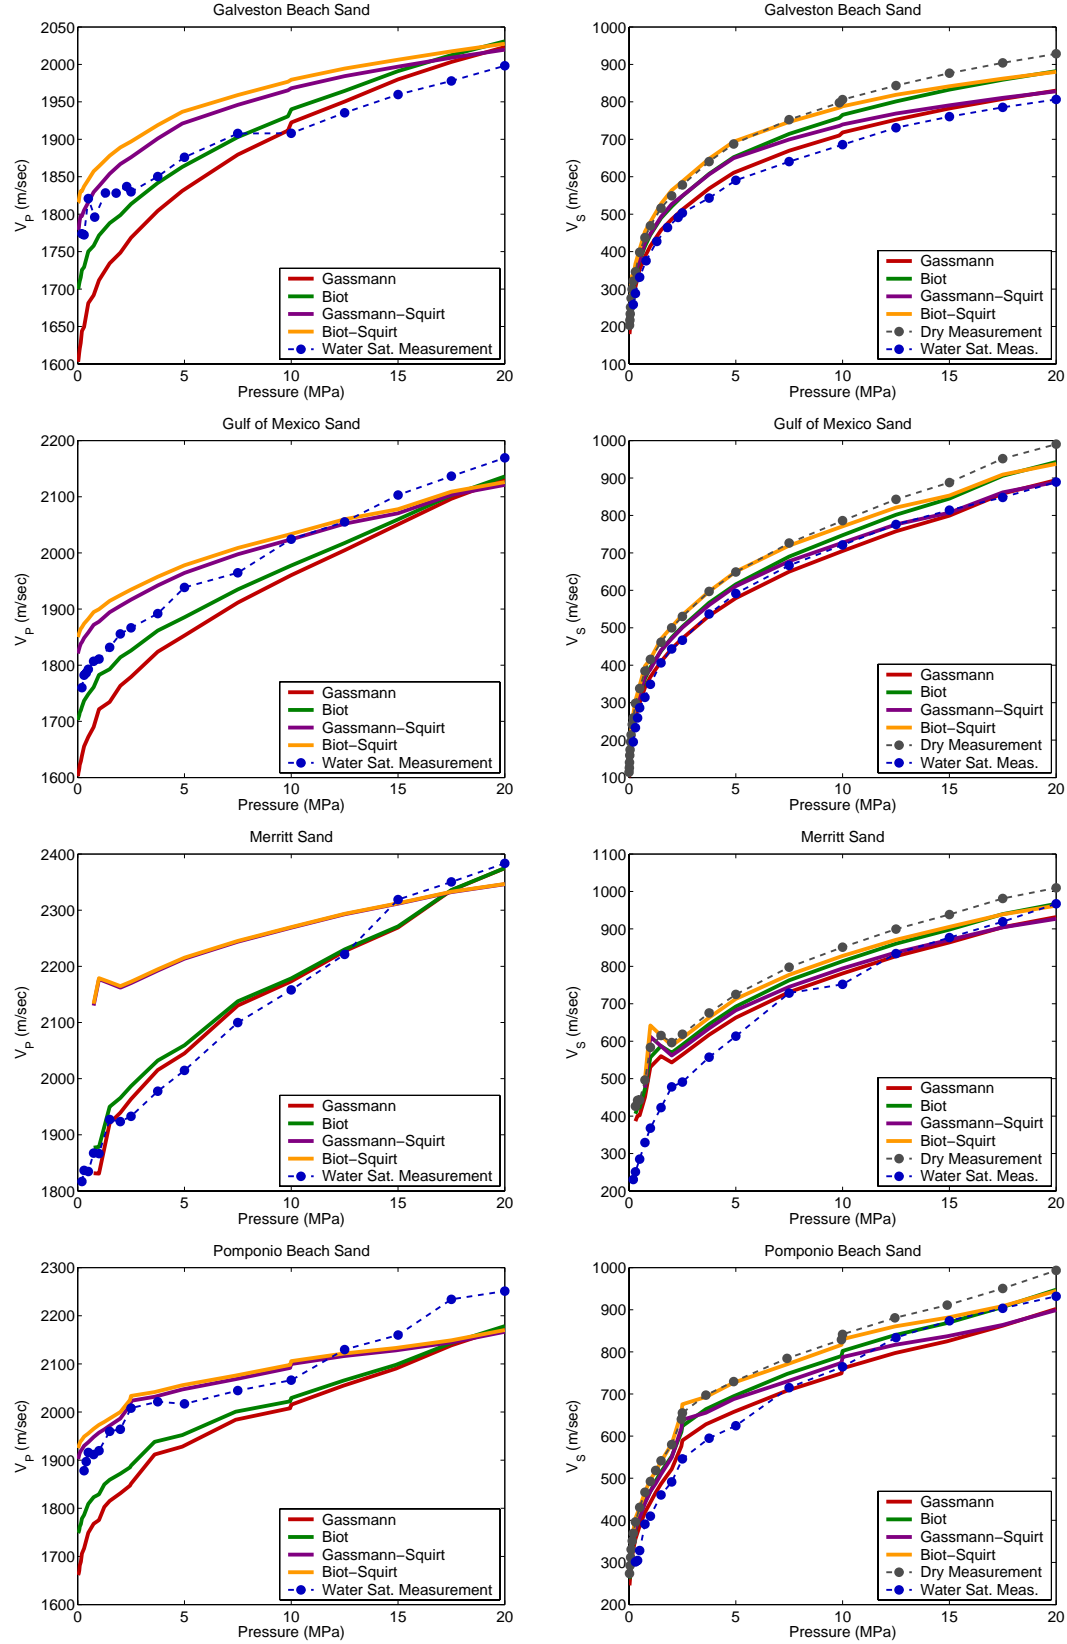 Galveston Beach Sand
2050
2000
1950
1900
1850
1800
1750
1700
1650
1600
V_P (m/sec)
0 5 10 15 20
Pressure (MPa)
Gassmann
Biot
Gassmann−Squirt
Biot−Squirt
Water Sat. Measurement
Galveston Beach Sand
1000
900
800
700
600
500
400
300
200
100
V_S (m/sec)
0 5 10 15 20
Pressure (MPa)
Gassmann
Biot
Gassmann−Squirt
Biot−Squirt
Dry Measurement
Water Sat. Meas.
Gulf of Mexico Sand
2200
2100
2000
1900
1800
1700
1600
V_P (m/sec)
0 5 10 15 20
Pressure (MPa)
Gassmann
Biot
Gassmann−Squirt
Biot−Squirt
Water Sat. Measurement
Gulf of Mexico Sand
1000
900
800
700
600
500
400
300
200
100
V_S (m/sec)
0 5 10 15 20
Pressure (MPa)
Gassmann
Biot
Gassmann−Squirt
Biot−Squirt
Dry Measurement
Water Sat. Meas.
Merritt Sand
2400
2300
2200
2100
2000
1900
1800
V_P (m/sec)
0 5 10 15 20
Pressure (MPa)
Gassmann
Biot
Gassmann−Squirt
Biot−Squirt
Water Sat. Measurement
Merritt Sand
1100
1000
900
800
700
600
500
400
300
200
V_S (m/sec)
0 5 10 15 20
Pressure (MPa)
Gassmann
Biot
Gassmann−Squirt
Biot−Squirt
Dry Measurement
Water Sat. Meas.
Pomponio Beach Sand
2300
2200
2100
2000
1900
1800
1700
1600
V_P (m/sec)
0 5 10 15 20
Pressure (MPa)
Gassmann
Biot
Gassmann−Squirt
Biot−Squirt
Water Sat. Measurement
Pomponio Beach Sand
1000
900
800
700
600
500
400
300
200
V_S (m/sec)
0 5 10 15 20
Pressure (MPa)
Gassmann
Biot
Gassmann−Squirt
Biot−Squirt
Dry Measurement
Water Sat. Meas.